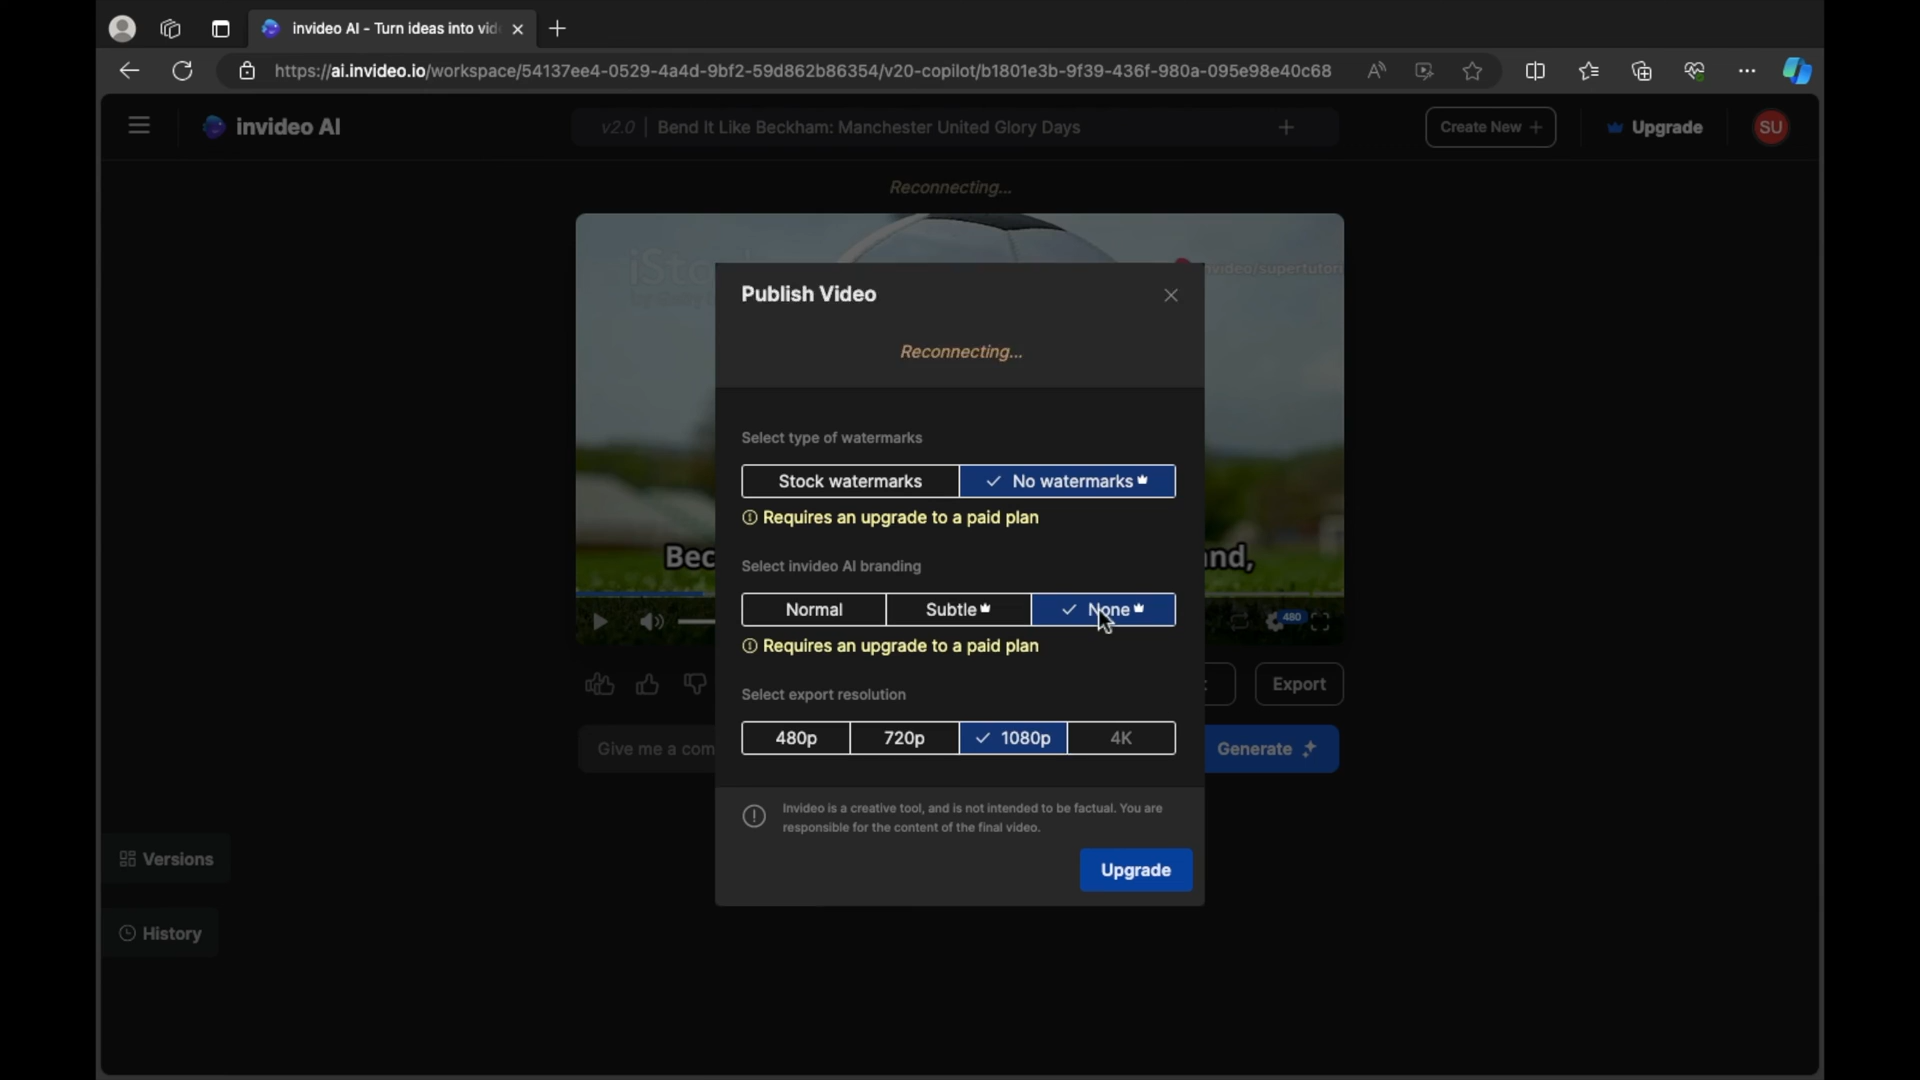 invideo AI - Turn ideas into vid
https://ai.invideo.io/workspace/54137ee4-0529-4a4d-9bf2-59d862b86354/v20-copilot/b1801e3b-9f39-436f-980a-095e98e40c68
invideo AI
v2.0 | Bend It Like Beckham: Manchester United Glory Days
Create New +
Upgrade
SU
Reconnecting...
Publish Video
Reconnecting...
Select type of watermarks
Stock watermarks
No watermarks
Requires an upgrade to a paid plan
Select invideo AI branding
Normal
Subtle
None
Requires an upgrade to a paid plan
Select export resolution
480p
720p
1080p
4K
Invideo is a creative tool, and is not intended to be factual. You are
responsible for the content of the final video.
Upgrade
Bec
nd,
480
Export
Give me a com
Generate
Versions
History